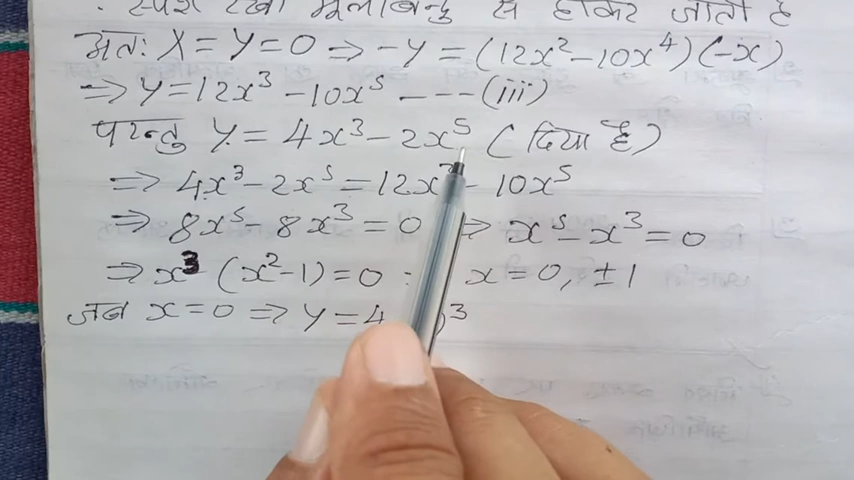 . स्पर्श रेखा मूलबिन्दु से होकर जाती है
अतः X = Y = 0 ⇒ -y = (12x² - 10x⁴)(-x)
⇒ y = 12x³ - 10x⁵ ---(iii)
परन्तु y = 4x³ - 2x⁵ (दिया है)
⇒ 4x³ - 2x⁵ = 12x³ - 10x⁵
⇒ 8x⁵ - 8x³ = 0 ⇒ x⁵ - x³ = 0
⇒ x³ (x² - 1) = 0 : x = 0, ±1
जब x = 0 ⇒ y = 4 )³